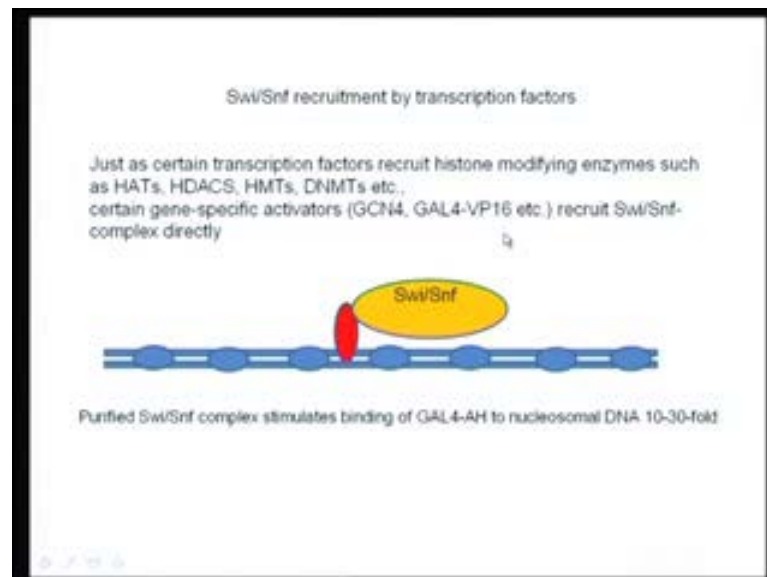 Swi/Snf recruitment by transcription factors
Just as certain transcription factors recruit histone modifying enzymes such
as HATs, HDACS, HMTs, DNMTs etc.,
certain gene-specific activators (GCN4, GAL4-VP16 etc.) recruit Swi/Snf-
complex directly
Swi/Snf
Purified Swi/Snf complex stimulates binding of GAL4-AH to nucleosomal DNA 10-30-fold